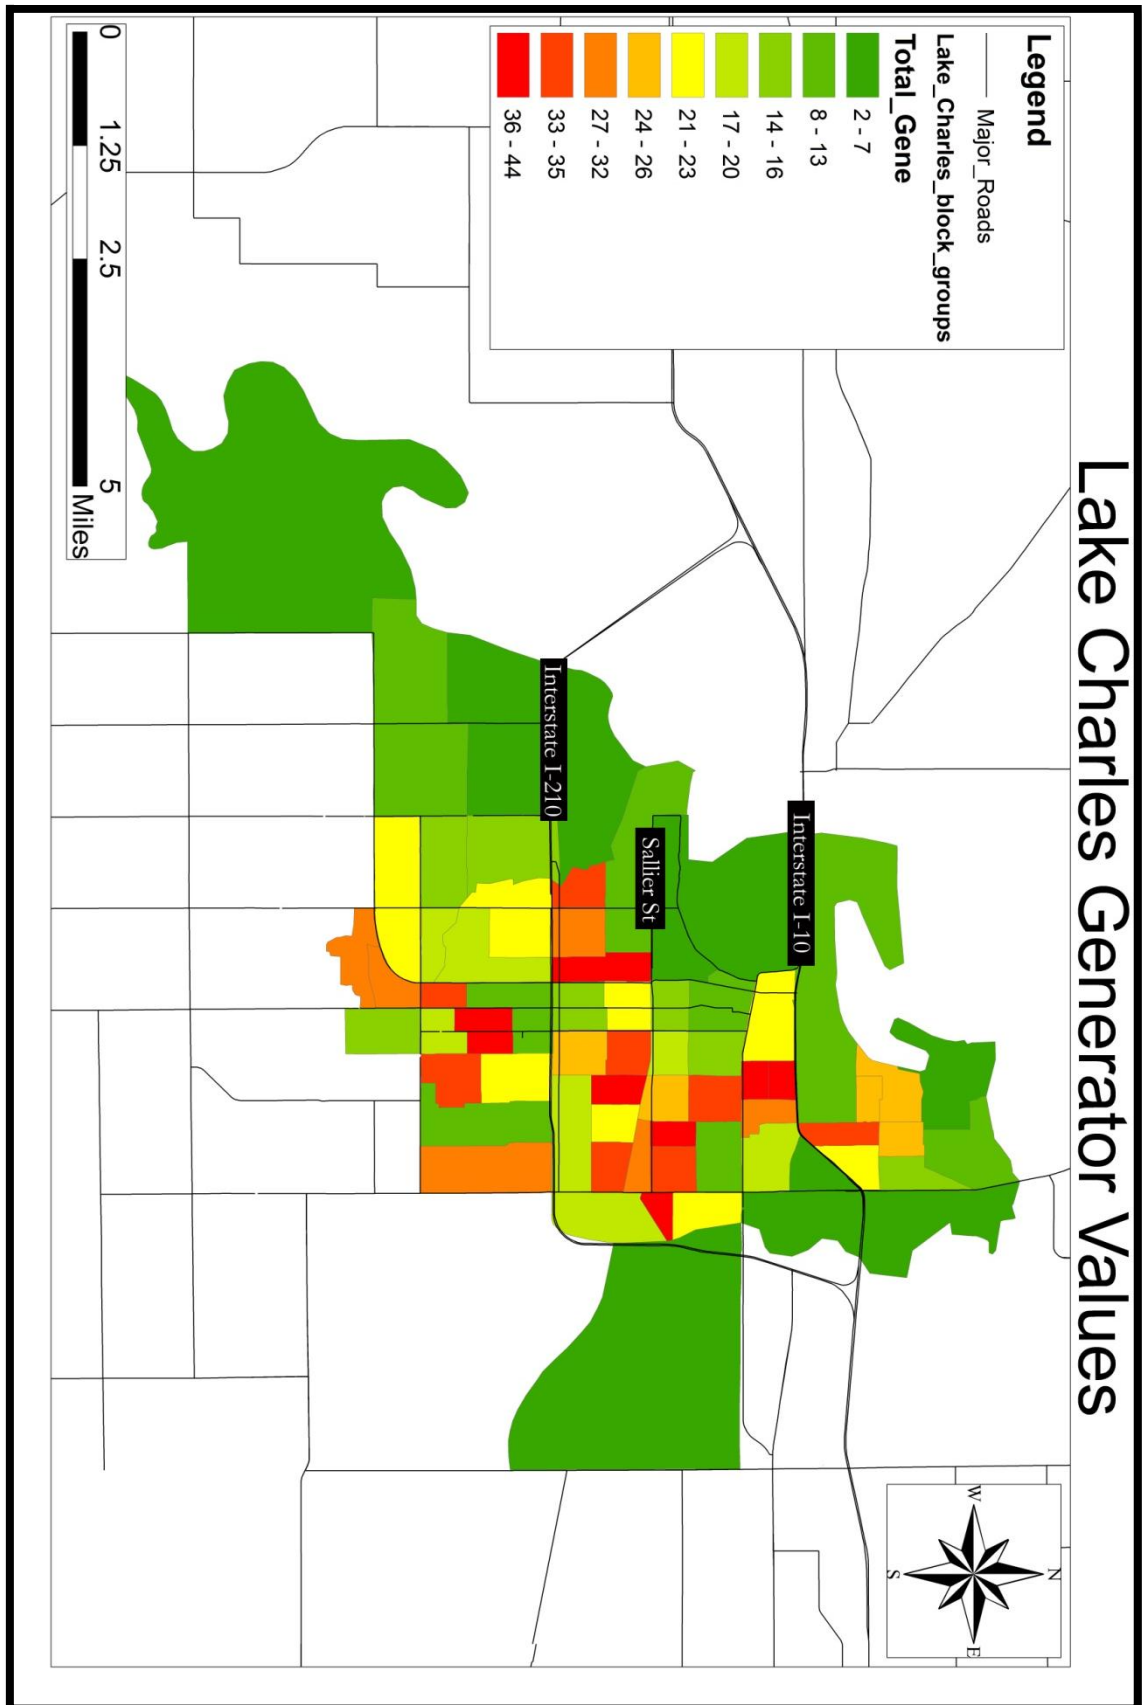 Lake Charles Generator Values
Legend
Major_Roads
Lake_Charles_block_groups
Total_Gene
2 - 7
8 - 13
14 - 16
17 - 20
21 - 23
24 - 26
27 - 32
33 - 35
36 - 44
Interstate I-10
Sallier St
Interstate I-210
N
W
E
S
0 1.25 2.5 5
Miles